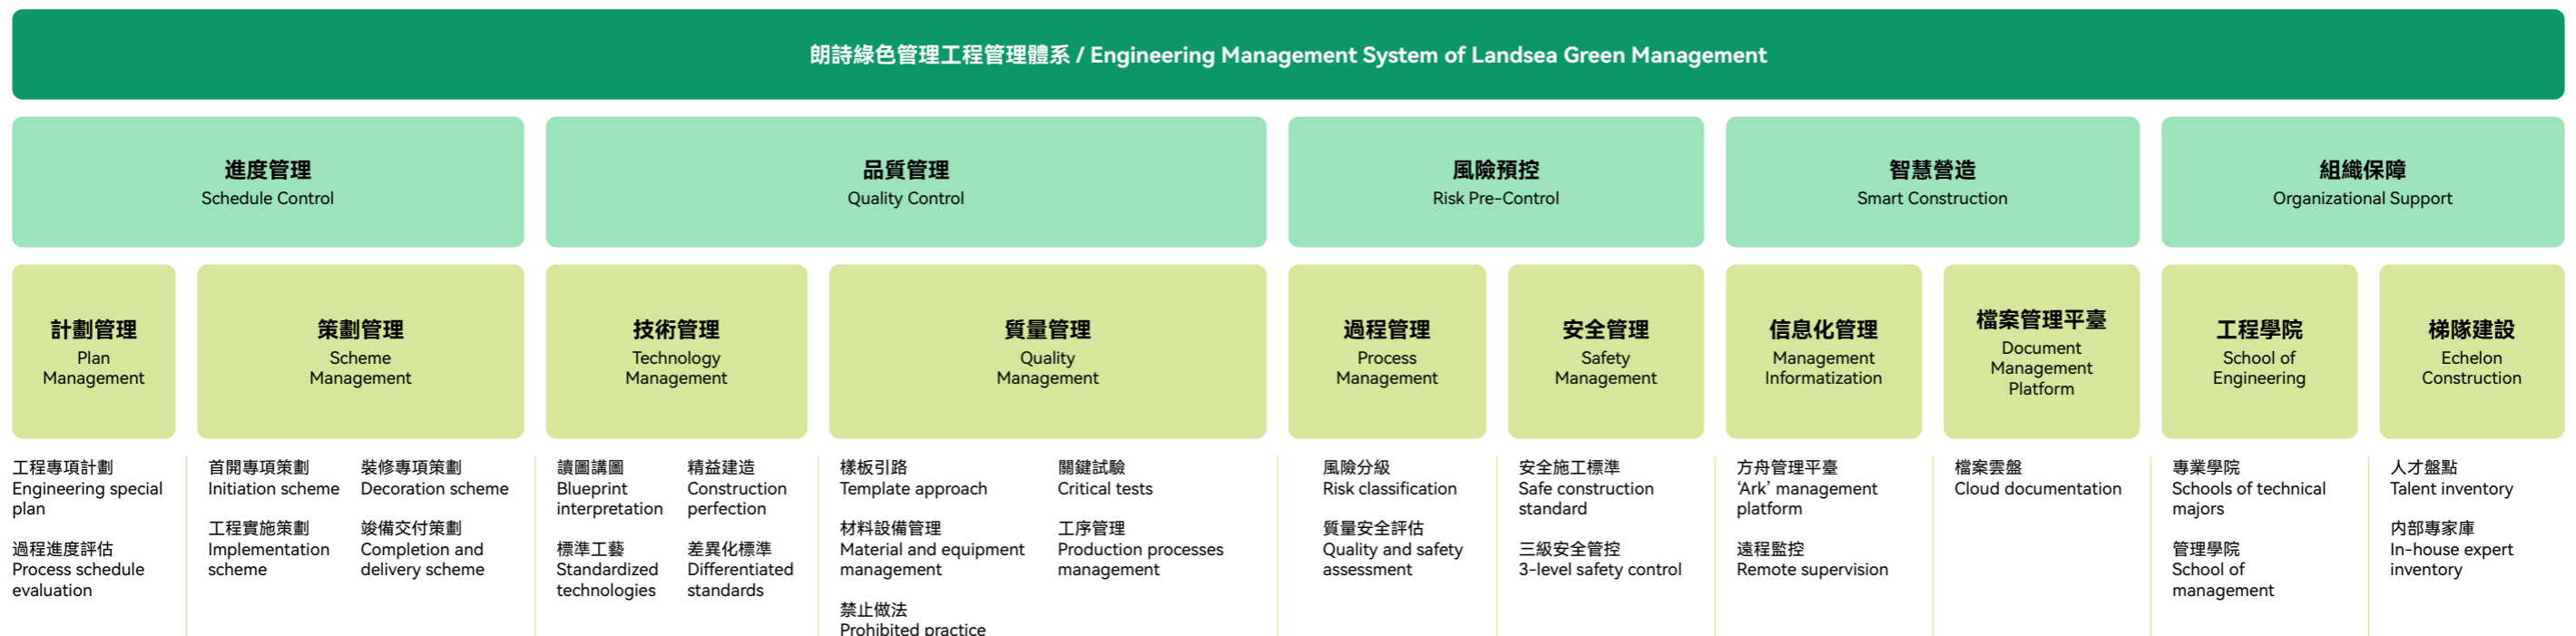 朗詩綠色管理工程管理體系 / Engineering Management System of Landsea Green Management
進度管理
Schedule Control
品質管理
Quality Control
風險預控
Risk Pre-Control
智慧營造
Smart Construction
組織保障
Organizational Support
計劃管理
Plan
Management
策劃管理
Scheme
Management
技術管理
Technology
Management
質量管理
Quality
Management
過程管理
Process
Management
安全管理
Safety
Management
信息化管理
Management
Informatization
檔案管理平臺
Document
Management
Platform
工程學院
School of
Engineering
梯隊建設
Echelon
Construction
工程專項計劃
Engineering special
plan
過程進度評估
Process schedule
evaluation
首開專項策劃
Initiation scheme
工程實施策劃
Implementation
scheme
裝修專項策劃
Decoration scheme
竣備交付策劃
Completion and
delivery scheme
讀圖講圖
Blueprint
interpretation
標準工藝
Standardized
technologies
精益建造
Construction
perfection
差異化標準
Differentiated
standards
樣板引路
Template approach
材料設備管理
Material and equipment
management
禁止做法
Prohibited practice
關鍵試驗
Critical tests
工序管理
Production processes
management
風險分級
Risk classification
質量安全評估
Quality and safety
assessment
安全施工標準
Safe construction
standard
三級安全管控
3-level safety control
方舟管理平臺
‘Ark’ management
platform
遠程監控
Remote supervision
檔案雲盤
Cloud documentation
專業學院
Schools of technical
majors
管理學院
School of
management
人才盤點
Talent inventory
内部專家庫
In-house expert
inventory